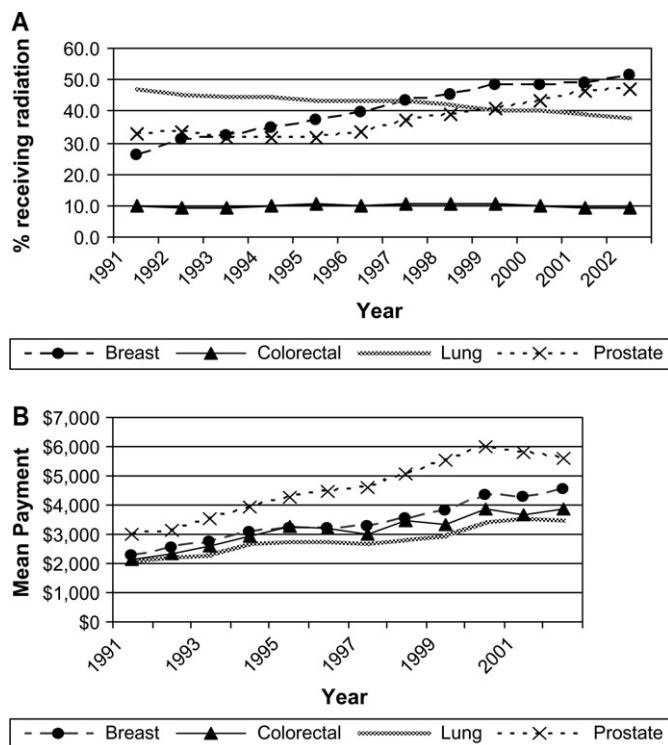 A
% receiving radiation
60.0
50.0
40.0
30.0
20.0
10.0
0.0
1991
1992
1993
1994
1995
1996
1997
1998
1999
2000
2001
2002
Year
Breast
Colorectal
Lung
Prostate
B
Mean Payment
$7,000
$6,000
$5,000
$4,000
$3,000
$2,000
$1,000
$0
1991
1993
1995
1997
1999
2001
Year
Breast
Colorectal
Lung
Prostate